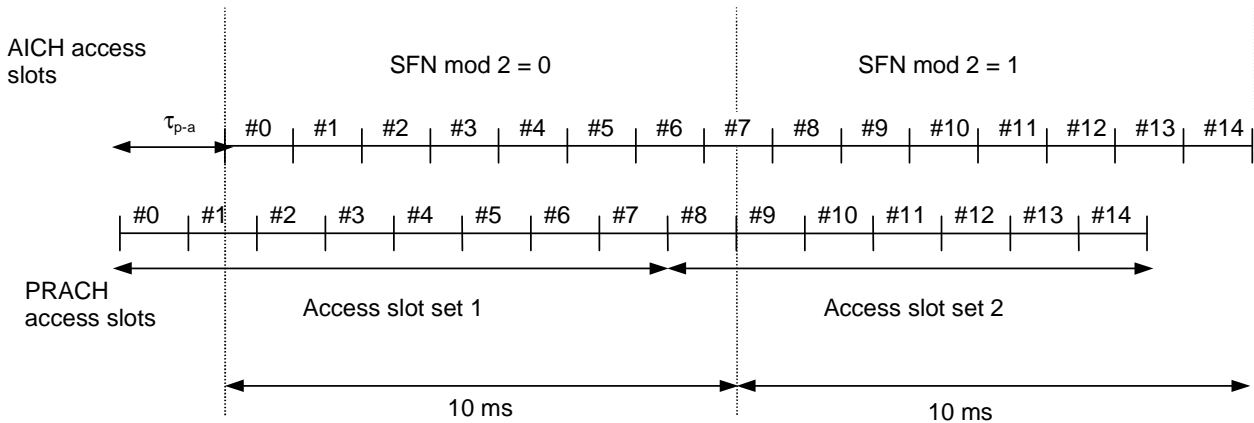 AICH access
slots
SFN mod 2 = 0
SFN mod 2 = 1
τp-a
#0 #1 #2 #3 #4 #5 #6 #7 #8 #9 #10 #11 #12 #13 #14
#0 #1 #2 #3 #4 #5 #6 #7 #8 #9 #10 #11 #12 #13 #14
PRACH
access slots
Access slot set 1
Access slot set 2
10 ms
10 ms